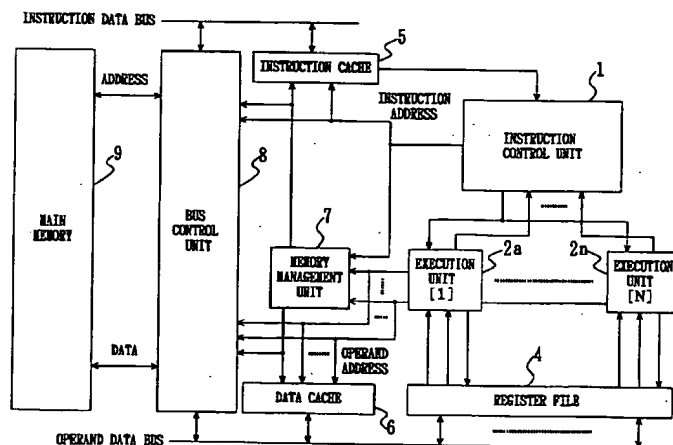 INSTRUCTION DATA BUS
5
INSTRUCTION CACHE
1
ADDRESS
INSTRUCTION
ADDRESS
INSTRUCTION
CONTROL UNIT
9
8
MAIN
MEMORY
BUS
CONTROL
UNIT
7
MEMORY
MANAGEMENT
UNIT
2a
EXECUTION
UNIT
[1]
2n
EXECUTION
UNIT
[N]
DATA
OPERAND
ADDRESS
4
DATA CACHE
REGISTER FILE
6
OPERAND DATA BUS